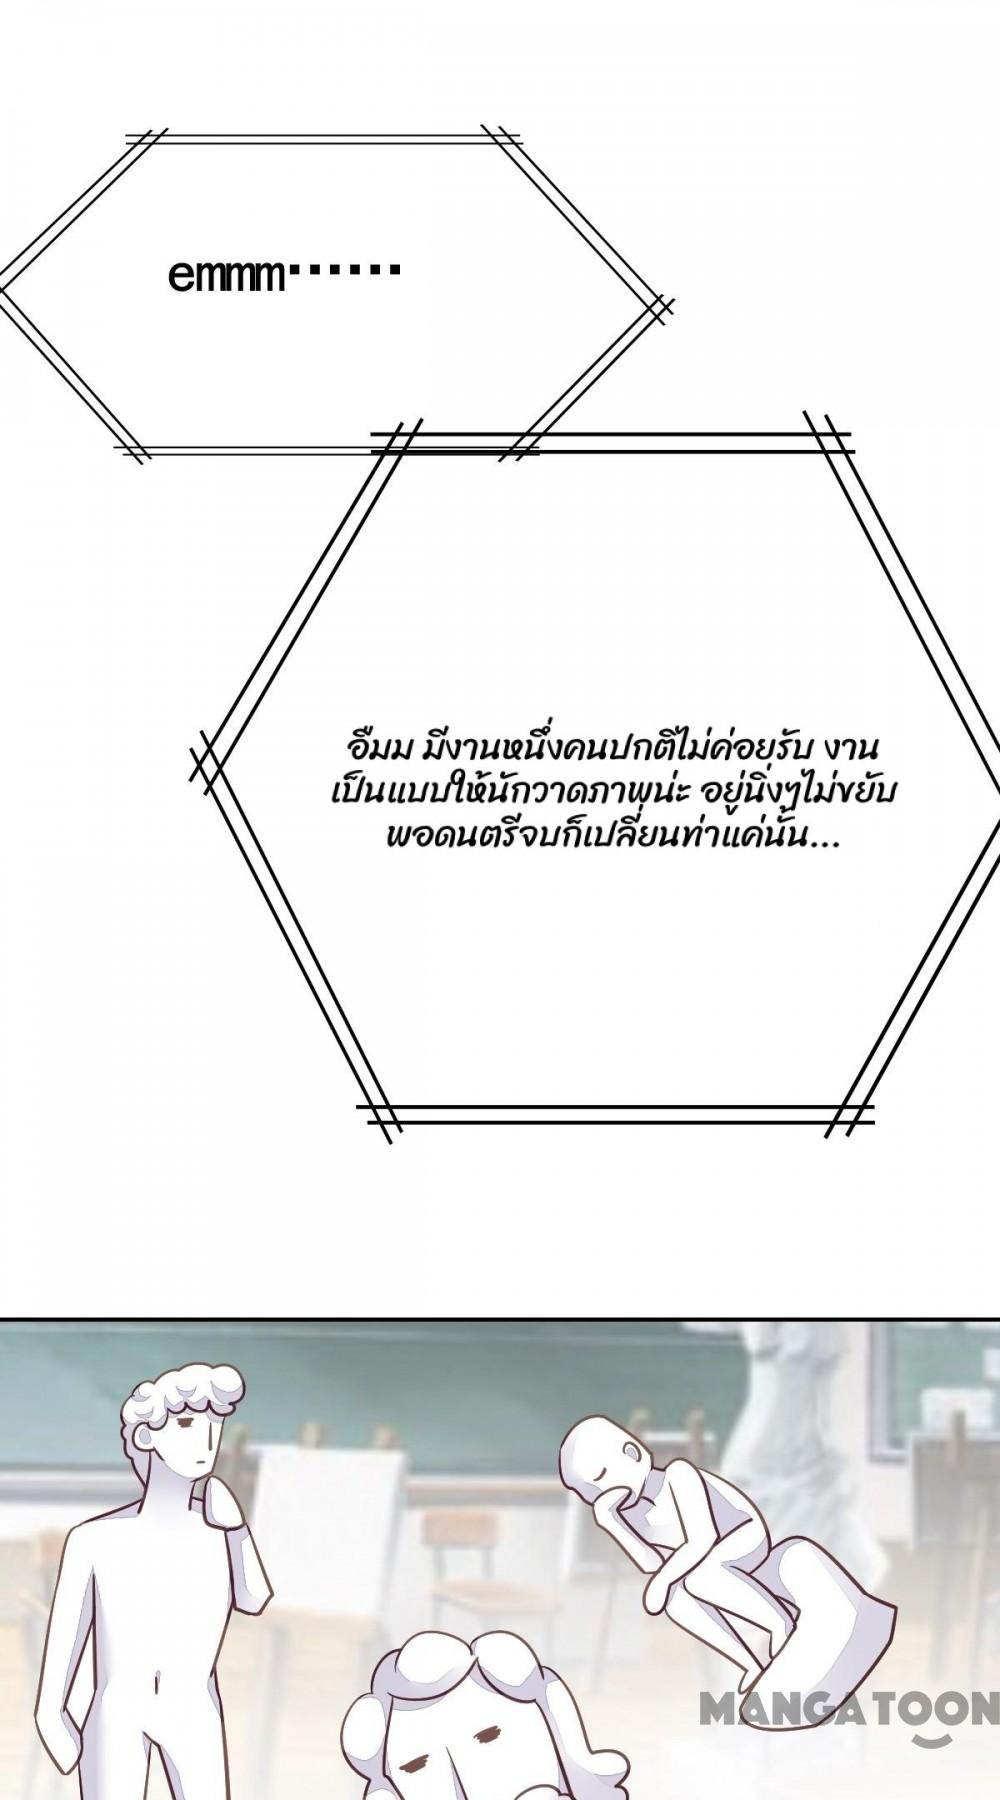 emmm……
อืมม มีงานหนึ่งคนปกติไม่ค่อยรับ งาน
เป็นแบบให้นักวาดภาพน่ะ อยู่นิ่งๆไม่ขยับ
พอดนตรีจบก็เปลี่ยนท่าแค่นั้น...
MANGATOON